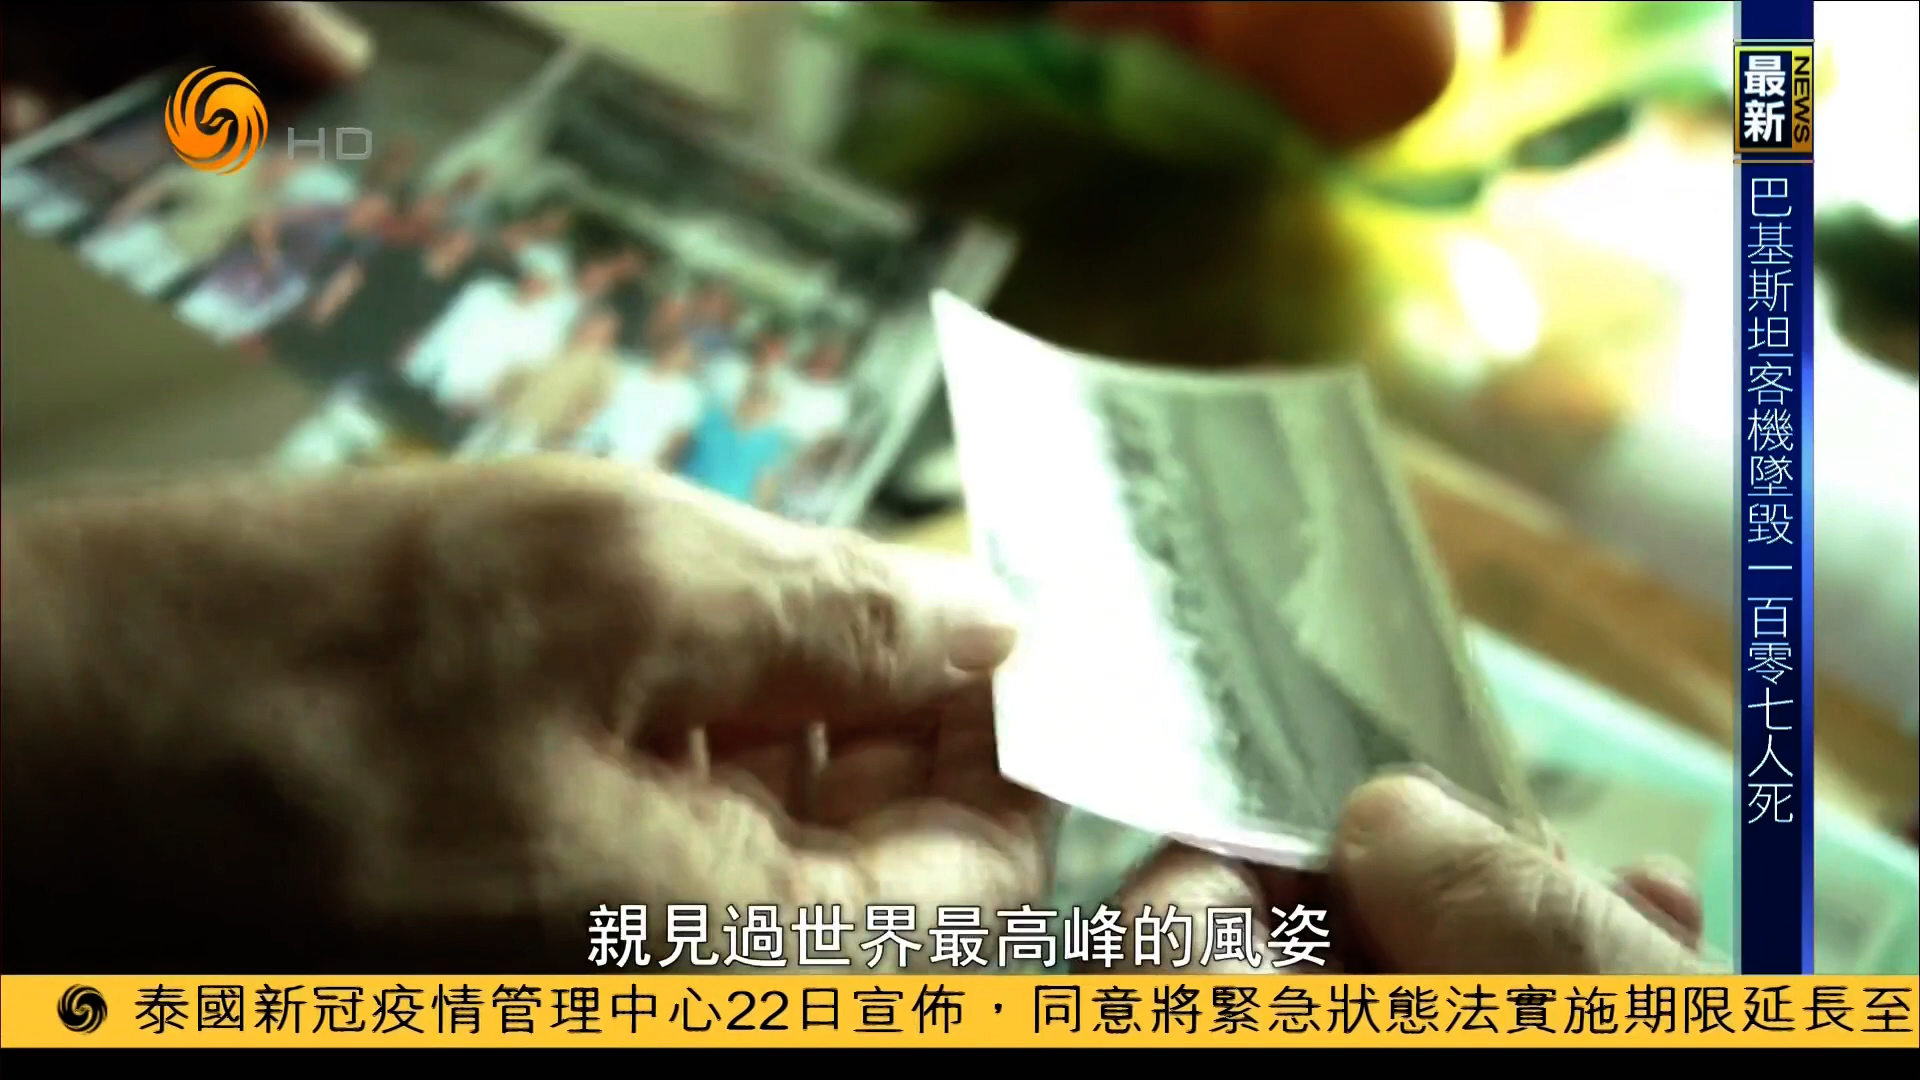 HD
最新
NEWS
巴基斯坦客機墜毀一百零七人死
親見過世界最高峰的風姿
泰國新冠疫情管理中心22日宣佈，同意將緊急狀態法實施期限延長至